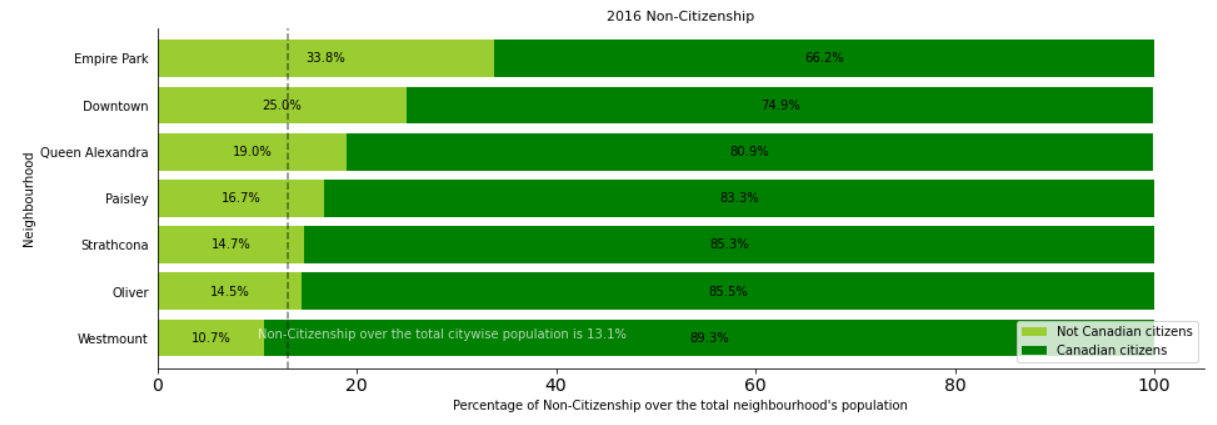 2016 Non-Citizenship
Neighbourhood
Empire Park 33.8% 66.2%
Downtown 25.0% 74.9%
Queen Alexandra 19.0% 80.9%
Paisley 16.7% 83.3%
Strathcona 14.7% 85.3%
Oliver 14.5% 85.5%
Non-Citizenship over the total citywise population is 13.1%
Westmount 10.7% 89.3%
Not Canadian citizens
Canadian citizens
0 20 40 60 80 100
Percentage of Non-Citizenship over the total neighbourhood's population